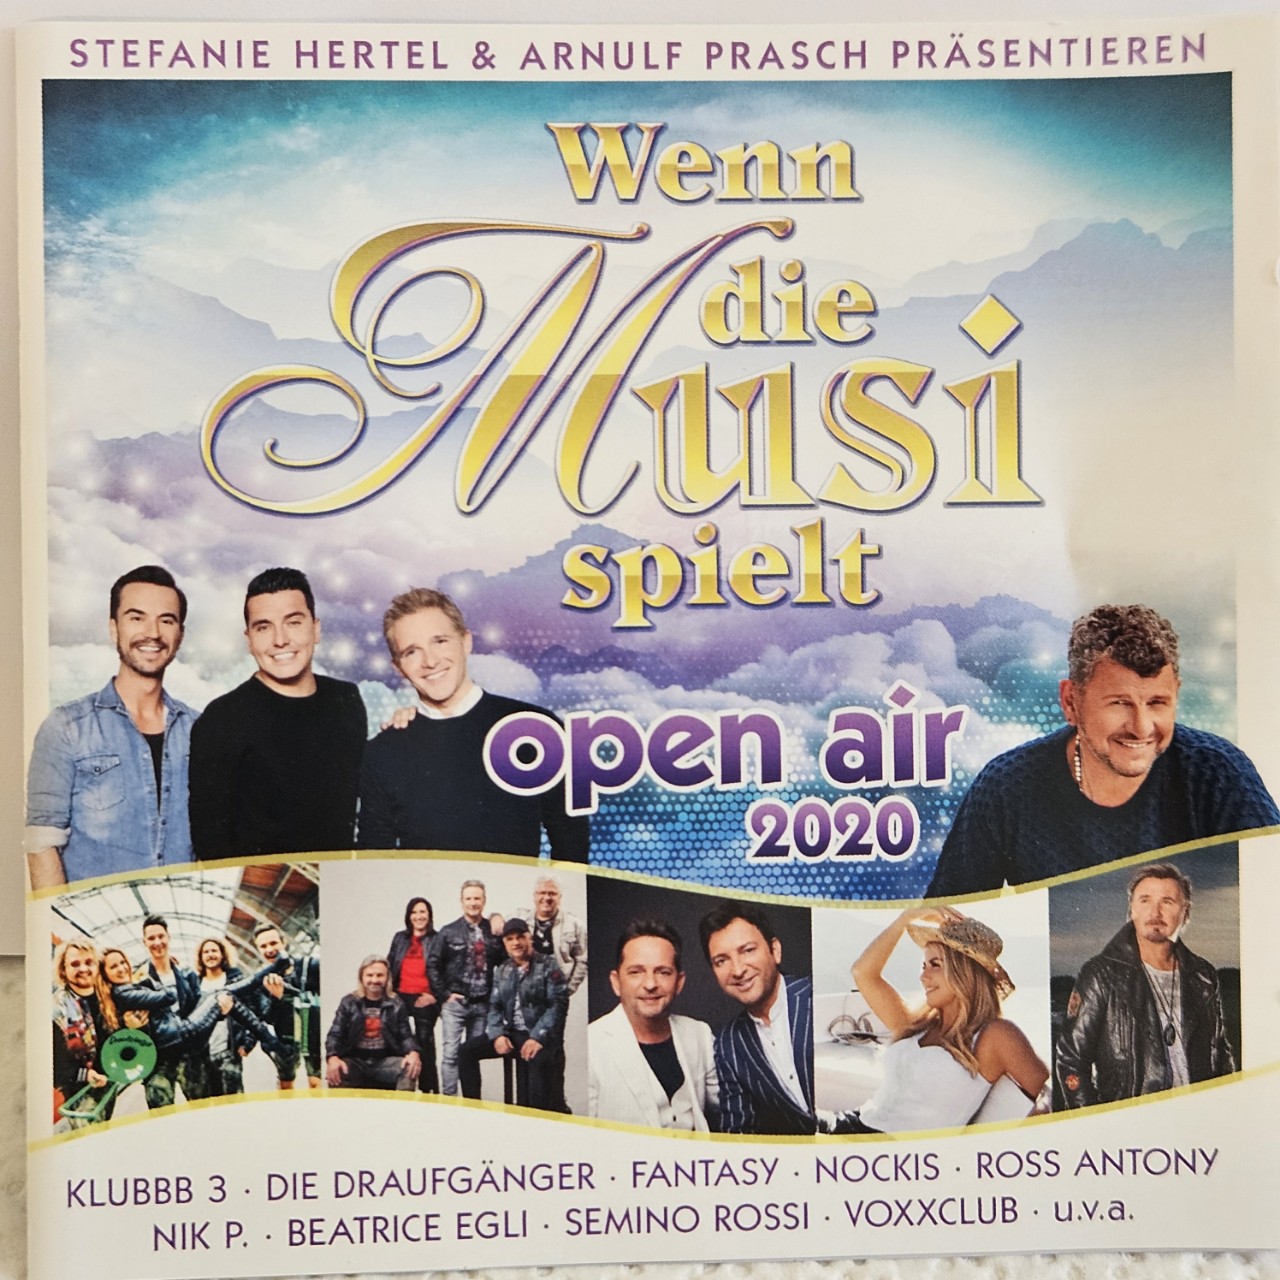 STEFANIE HERTEL & ARNULF PRASCH PRÄSENTIEREN
Wenn
die
Musi
spielt
open air
2020
KLUBBB 3 · DIE DRAUFGÄNGER · FANTASY · NOCKIS · ROSS ANTONY
NIK P. · BEATRICE EGLI · SEMINO ROSSI · VOXXCLUB · u.v.a.